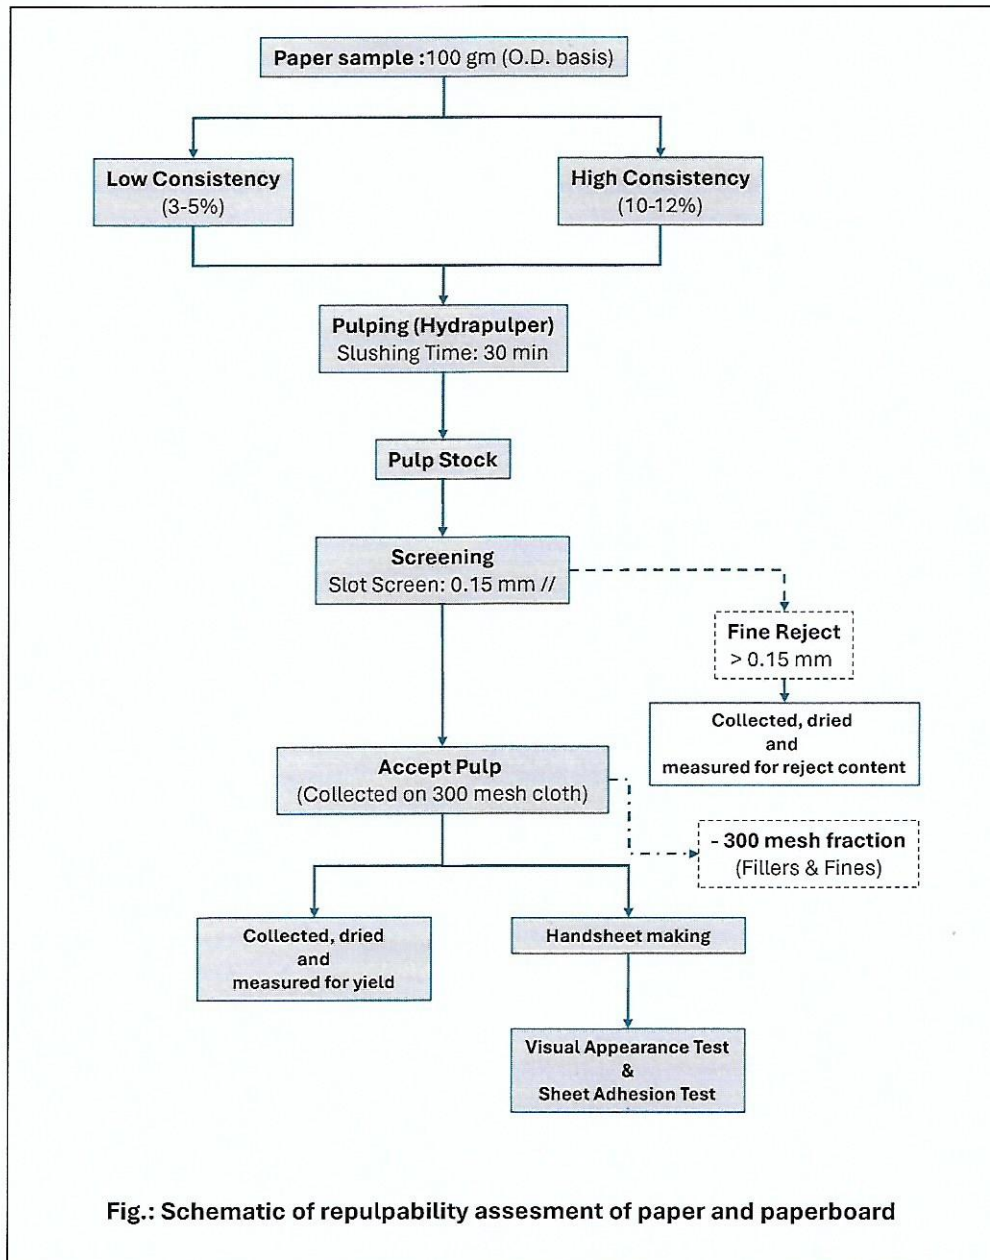 Paper sample :100 gm (O.D. basis)
Low Consistency
(3-5%)
High Consistency
(10-12%)
Pulping (Hydrapulper)
Slushing Time: 30 min
Pulp Stock
Screening
Slot Screen: 0.15 mm //
Fine Reject
> 0.15 mm
Collected, dried
and
measured for reject content
Accept Pulp
(Collected on 300 mesh cloth)
- 300 mesh fraction
(Fillers & Fines)
Collected, dried
and
measured for yield
Handsheet making
Visual Appearance Test
&
Sheet Adhesion Test
Fig.: Schematic of repulpability assesment of paper and paperboard